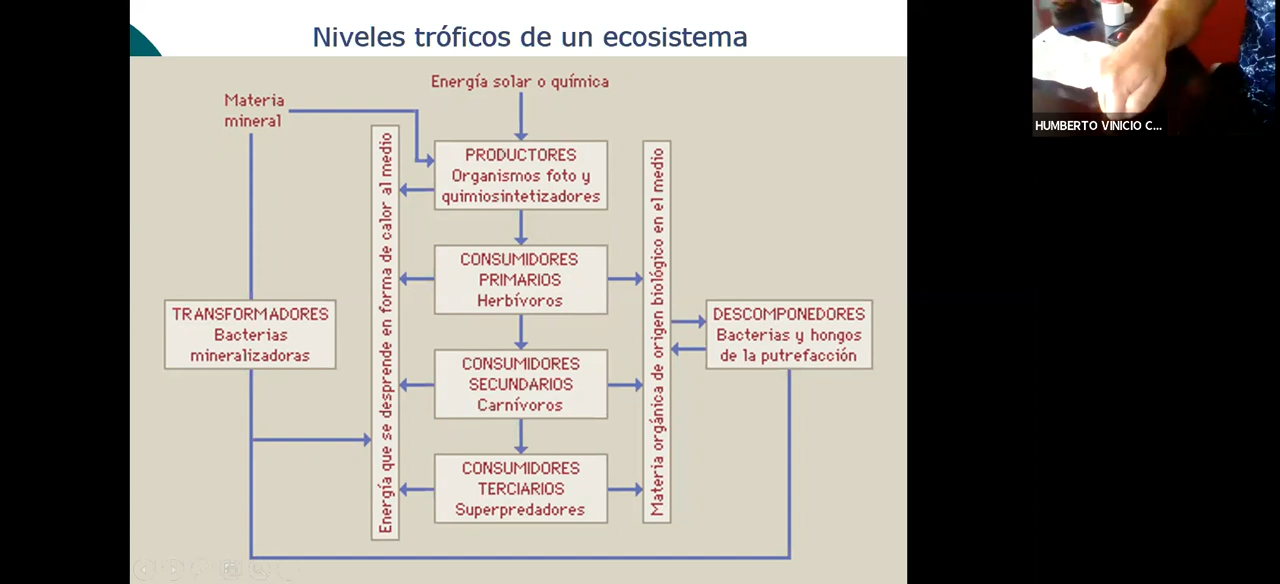 Niveles tróficos de un ecosistema
Energía solar o química
Materia
mineral
PRODUCTORES
Organismos foto y
quimiosintetizadores
CONSUMIDORES
PRIMARIOS
Herbívoros
CONSUMIDORES
SECUNDARIOS
Carnívoros
CONSUMIDORES
TERCIARIOS
Superpredadores
TRANSFORMADORES
Bacterias
mineralizadoras
Energía que se desprende en forma de calor al medio
Materia orgánica de origen biológico en el medio
DESCOMPONEDORES
Bacterias y hongos
de la putrefacción
HUMBERTO VINICIO C...